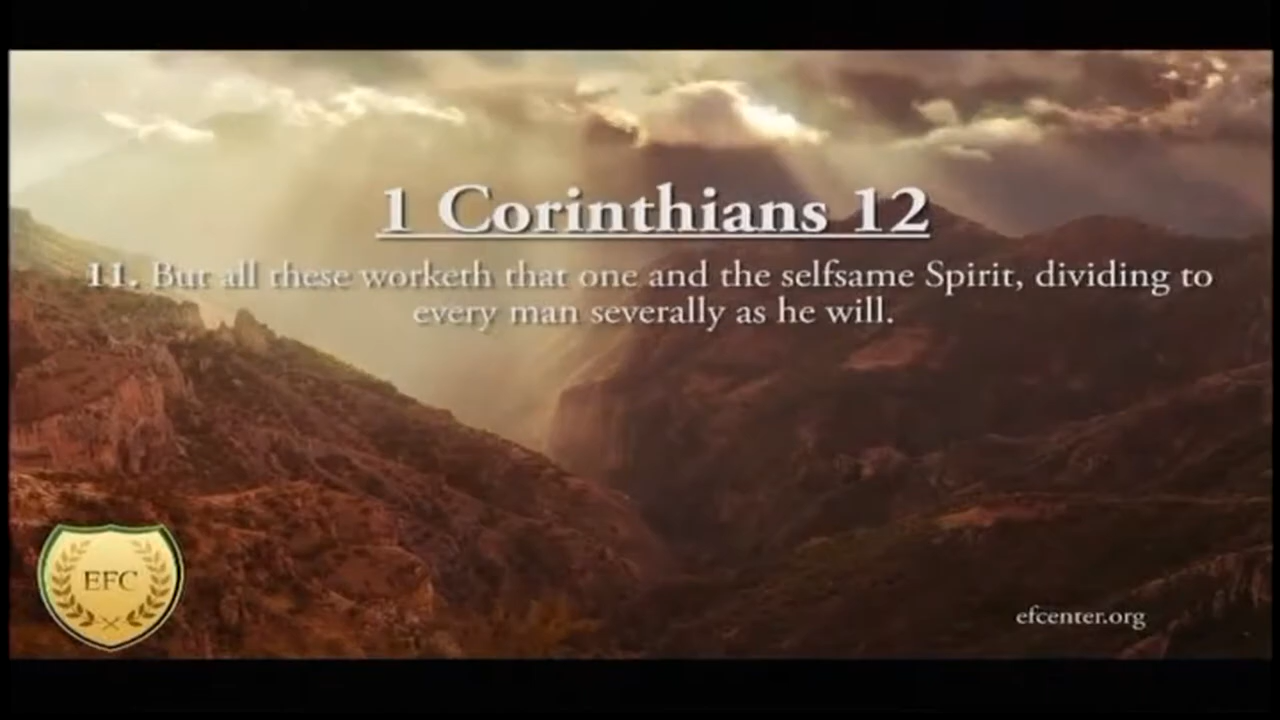 1 Corinthians 12
11. But all these worketh that one and the selfsame Spirit, dividing to
every man severally as he will.
EFC
efcenter.org